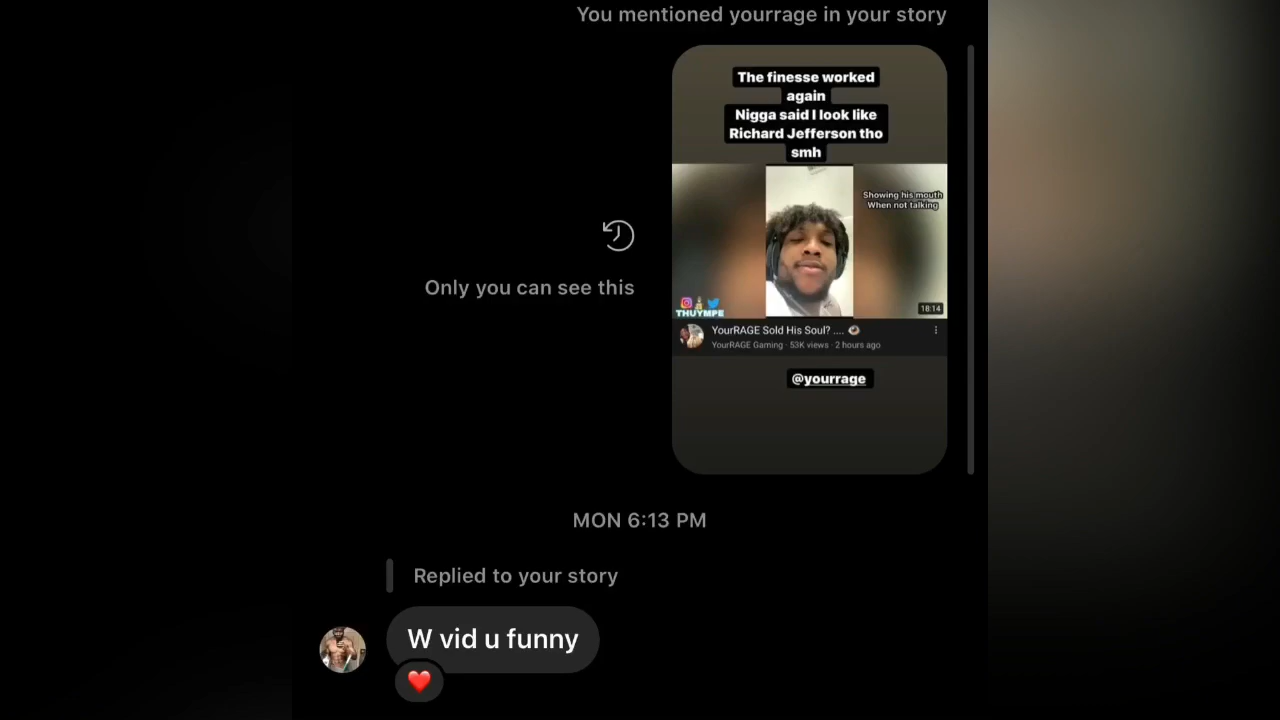 You mentioned yourrage in your story
The finesse worked
again
Nigga said I look like
Richard Jefferson tho
smh
Showing his mouth
When not talking
THUYMPE
18:14
YourRAGE Sold His Soul? ....
YourRAGE Gaming · 53K views · 2 hours ago
@yourrage
Only you can see this
MON 6:13 PM
Replied to your story
W vid u funny